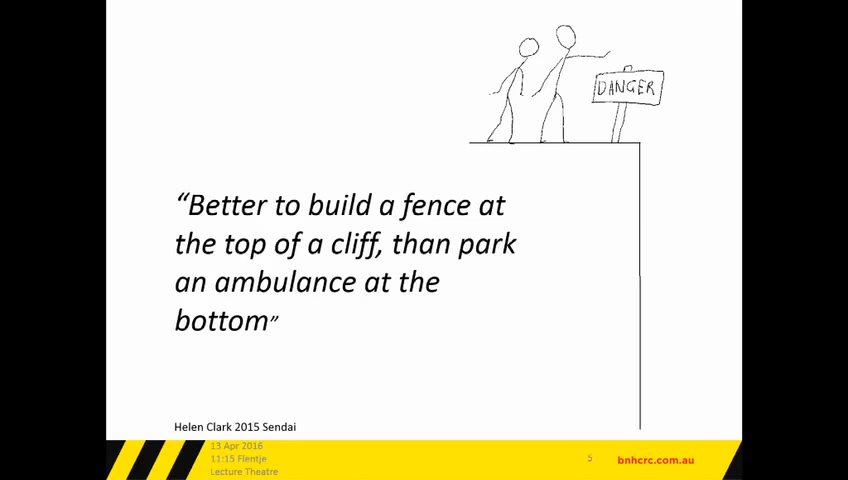 DANGER
“Better to build a fence at
the top of a cliff, than park
an ambulance at the
bottom”
Helen Clark 2015 Sendai
13 Apr 2016
11:15 Flentje
Lecture Theatre
5
bnhcrc.com.au